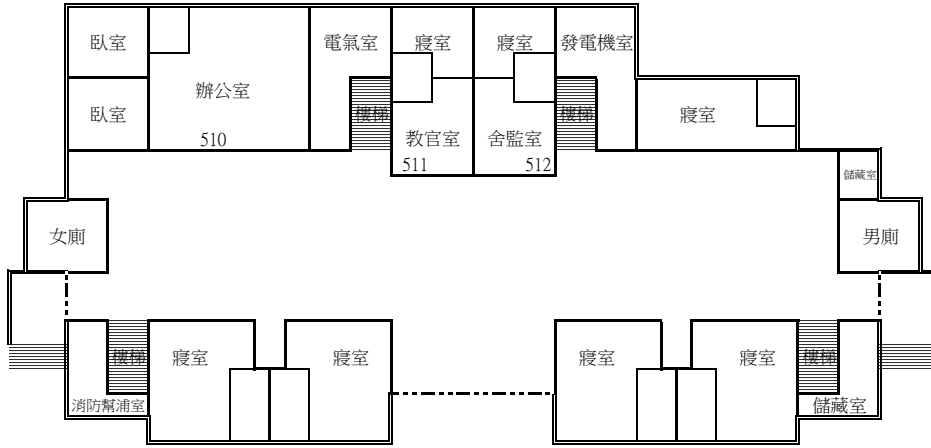 臥室
電氣室
寢室
寢室
發電機室
辦公室
臥室
樓梯
樓梯
寢室
510
教官室
舍監室
511
512
儲藏室
女廁
男廁
樓梯
寢室
寢室
寢室
寢室
樓梯
消防幫浦室
儲藏室